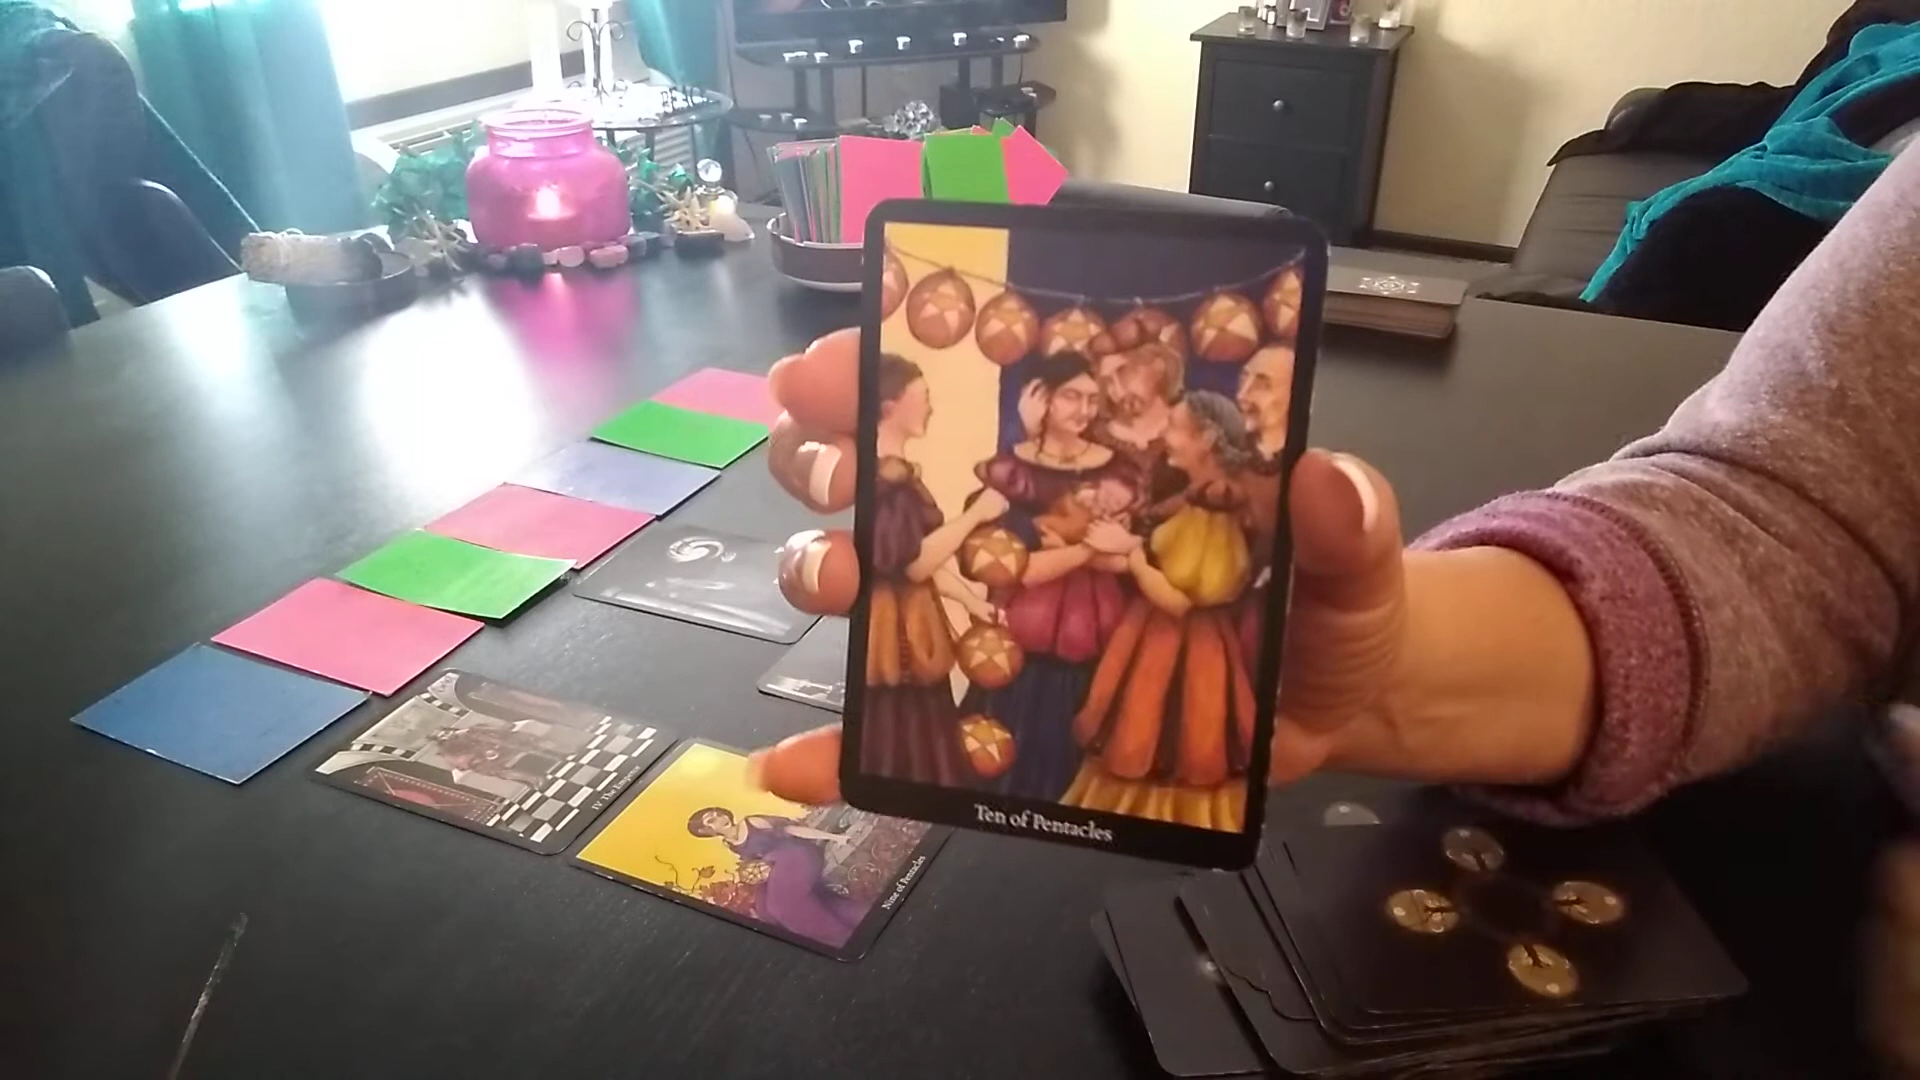 Ten of Pentacles
IV The Emperor
Nine of Pentacles